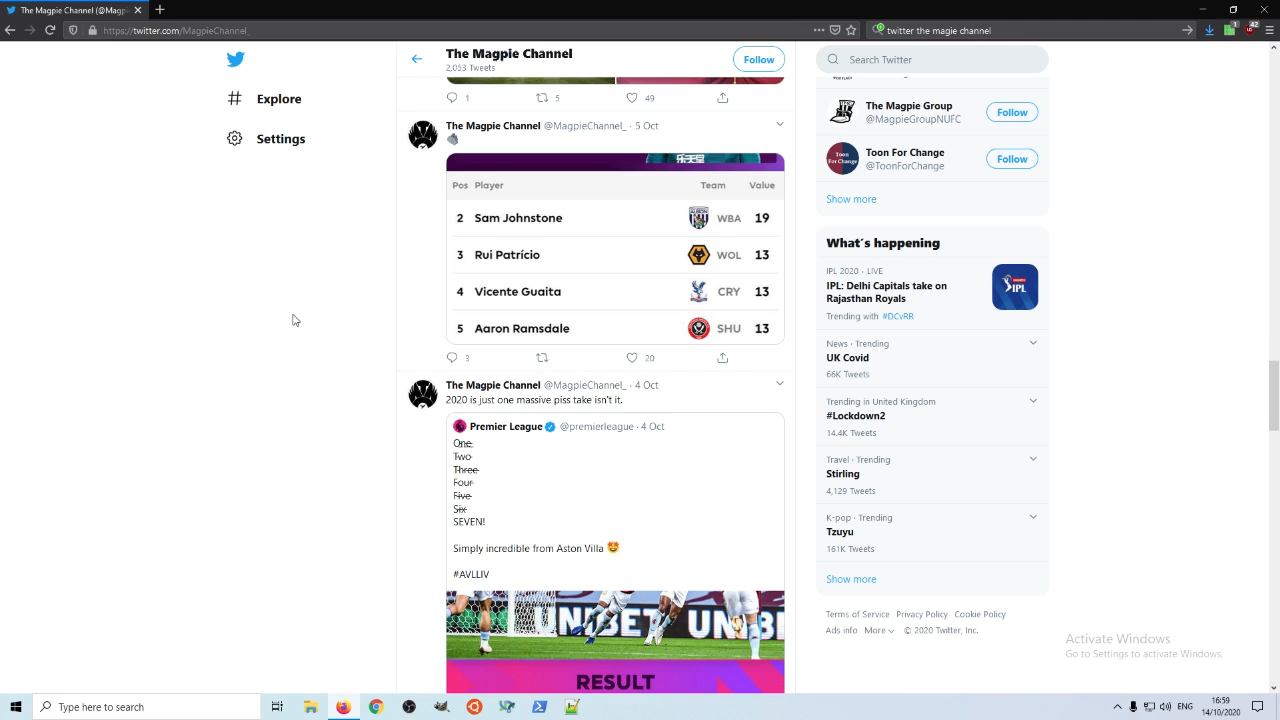 The Magpie Channel (@Magpie
https://twitter.com/MagpieChannel_
twitter the magie channel
1
42
Explore
Settings
The Magpie Channel
2,053 Tweets
Follow
1
5
49
The Magpie Channel @MagpieChannel_ · 5 Oct
Pos Player Team Value
2 Sam Johnstone WBA 19
3 Rui Patrício WOL 13
4 Vicente Guaita CRY 13
5 Aaron Ramsdale SHU 13
3
20
The Magpie Channel @MagpieChannel_ · 4 Oct
2020 is just one massive piss take isn't it.
Premier League @premierleague · 4 Oct
One
Two
Three
Four
Five
Six
SEVEN!
Simply incredible from Aston Villa 🤩
#AVLLIV
UNIBET UNIB
RESULT
Search Twitter
The Magpie Group
@MagpieGroupNUFC
Follow
Toon For Change
@ToonForChange
Follow
Toon
For Change
Show more
What's happening
IPL 2020 · LIVE
IPL: Delhi Capitals take on
Rajasthan Royals
Trending with #DCvRR
IPL
News · Trending
UK Covid
66K Tweets
Trending in United Kingdom
#Lockdown2
14.4K Tweets
Travel · Trending
Stirling
4,129 Tweets
K-pop · Trending
Tzuyu
161K Tweets
Show more
Terms of Service Privacy Policy Cookie Policy
Ads info More © 2020 Twitter, Inc.
Activate Windows
Go to Settings to activate Windows.
Type here to search
ENG
16:59
14/10/2020